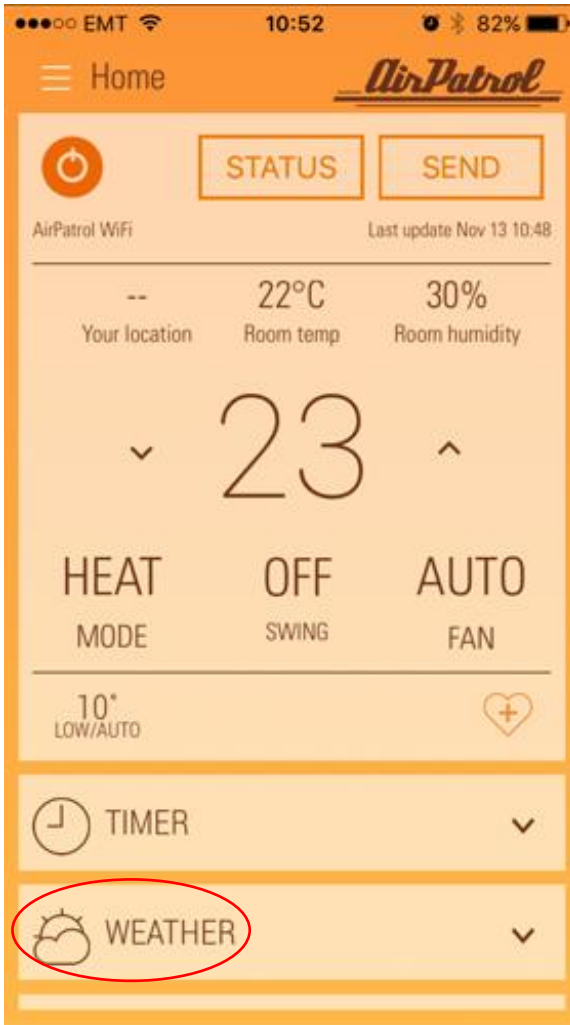 EMT 10:52 82%
Home AirPatrol
STATUS SEND
AirPatrol WiFi Last update Nov 13 10:48
-- 22°C 30%
Your location Room temp Room humidity
23
HEAT OFF AUTO
MODE SWING FAN
10°
LOW/AUTO
TIMER
WEATHER